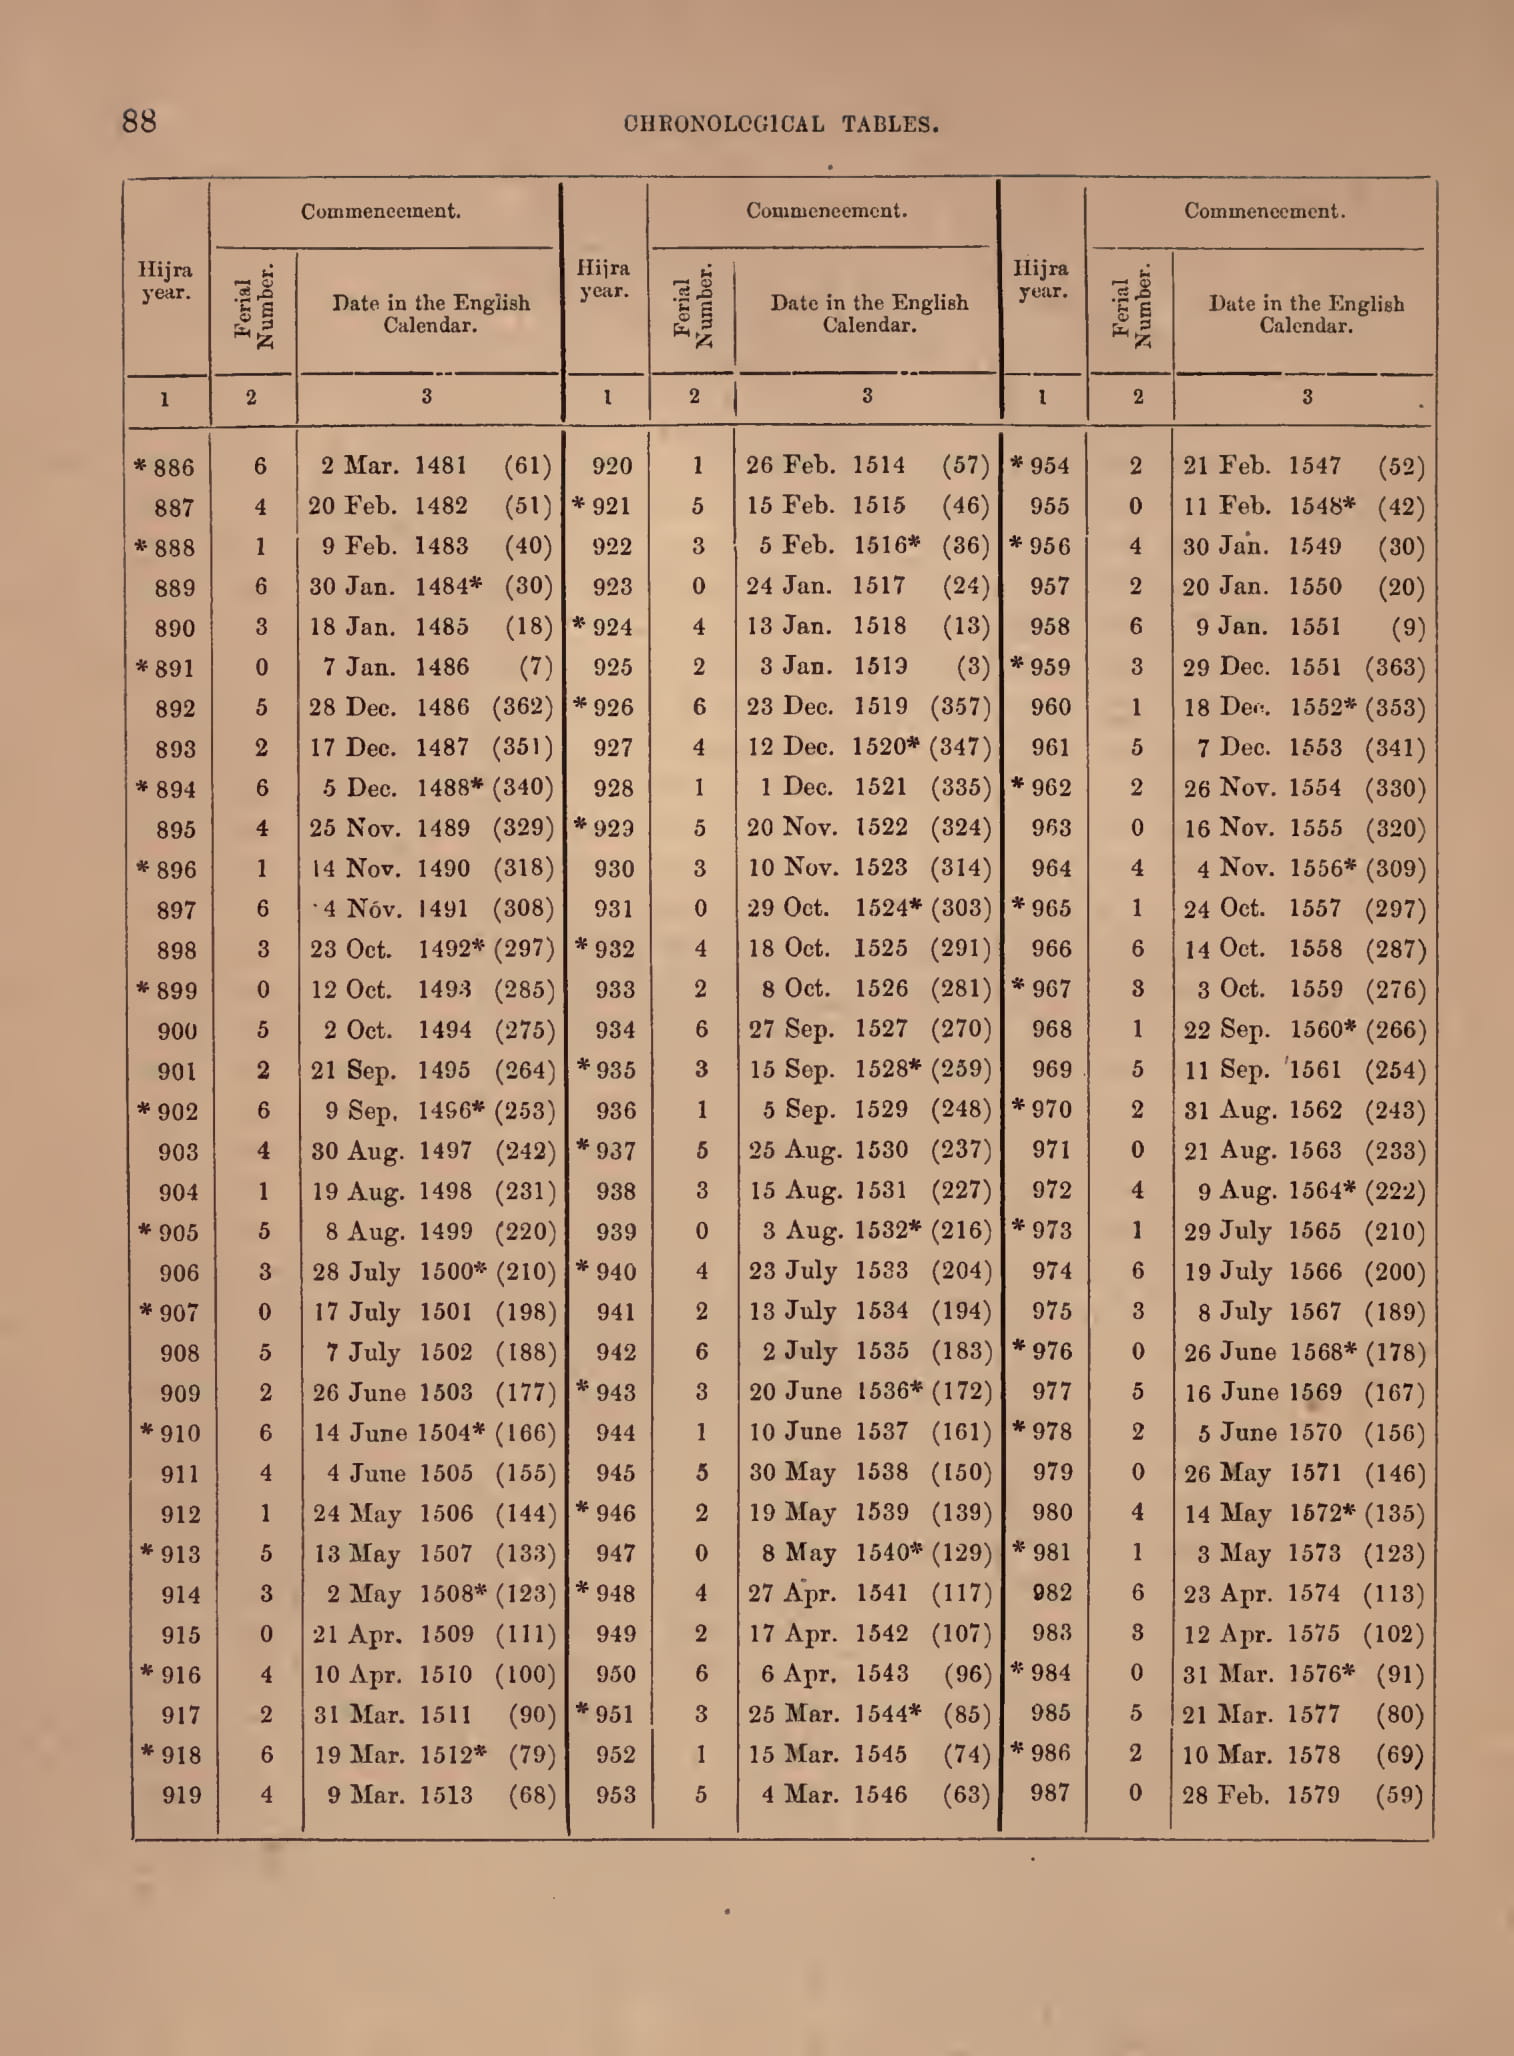 88 CHRONOLCG1CAL TABLES.
Hijra year. Commencement. Hijra year. Commencement. Hijra year. Commencement.
Ferial Number. Date in the English Calendar. Ferial Number. Date in the English Calendar. Ferial Number. Date in the English Calendar.
1 2 3 1 2 3 1 2 3
*886 6 2 Mar. 1481 (61) 920 1 26 Feb. 1514 (57) *954 2 21 Feb. 1547 (52)
887 4 20 Feb. 1482 (51) *921 5 15 Feb. 1515 (46) 955 0 11 Feb. 1548* (42)
*888 1 9 Feb. 1483 (40) 922 3 5 Feb. 1516* (36) *956 4 30 Jan. 1549 (30)
889 6 30 Jan. 1484* (30) 923 0 24 Jan. 1517 (24) 957 2 20 Jan. 1550 (20)
890 3 18 Jan. 1485 (18) *924 4 13 Jan. 1518 (13) 958 6 9 Jan. 1551 (9)
*891 0 7 Jan. 1486 (7) 925 2 3 Jan. 1519 (3) *959 3 29 Dec. 1551 (363)
892 5 28 Dec. 1486 (362) *926 6 23 Dec. 1519 (357) 960 1 18 Dec. 1552* (353)
893 2 17 Dec. 1487 (351) 927 4 12 Dec. 1520* (347) 961 5 7 Dec. 1553 (341)
*894 6 5 Dec. 1488* (340) 928 1 1 Dec. 1521 (335) *962 2 26 Nov. 1554 (330)
895 4 25 Nov. 1489 (329) *929 5 20 Nov. 1522 (324) 963 0 16 Nov. 1555 (320)
*896 1 14 Nov. 1490 (318) 930 3 10 Nov. 1523 (314) 964 4 4 Nov. 1556* (309)
897 6 4 Nov. 1491 (308) 931 0 29 Oct. 1524* (303) *965 1 24 Oct. 1557 (297)
898 3 23 Oct. 1492* (297) *932 4 18 Oct. 1525 (291) 966 6 14 Oct. 1558 (287)
*899 0 12 Oct. 1493 (285) 933 2 8 Oct. 1526 (281) *967 3 3 Oct. 1559 (276)
900 5 2 Oct. 1494 (275) 934 6 27 Sep. 1527 (270) 968 1 22 Sep. 1560* (266)
901 2 21 Sep. 1495 (264) *935 3 15 Sep. 1528* (259) 969 5 11 Sep. 1561 (254)
*902 6 9 Sep. 1496* (253) 936 1 5 Sep. 1529 (248) *970 2 31 Aug. 1562 (243)
903 4 30 Aug. 1497 (242) *937 5 25 Aug. 1530 (237) 971 0 21 Aug. 1563 (233)
904 1 19 Aug. 1498 (231) 938 3 15 Aug. 1531 (227) 972 4 9 Aug. 1564* (222)
*905 5 8 Aug. 1499 (220) 939 0 3 Aug. 1532* (216) *973 1 29 July 1565 (210)
906 3 28 July 1500* (210) *940 4 23 July 1533 (204) 974 6 19 July 1566 (200)
*907 0 17 July 1501 (198) 941 2 13 July 1534 (194) 975 3 8 July 1567 (189)
908 5 7 July 1502 (188) 942 6 2 July 1535 (183) *976 0 26 June 1568* (178)
909 2 26 June 1503 (177) *943 3 20 June 1536* (172) 977 5 16 June 1569 (167)
*910 6 14 June 1504* (166) 944 1 10 June 1537 (161) *978 2 5 June 1570 (156)
911 4 4 June 1505 (155) 945 5 30 May 1538 (150) 979 0 26 May 1571 (146)
912 1 24 May 1506 (144) *946 2 19 May 1539 (139) 980 4 14 May 1572* (135)
*913 5 13 May 1507 (133) 947 0 8 May 1540* (129) *981 1 3 May 1573 (123)
914 3 2 May 1508* (123) *948 4 27 Apr. 1541 (117) 982 6 23 Apr. 1574 (113)
915 0 21 Apr. 1509 (111) 949 2 17 Apr. 1542 (107) 983 3 12 Apr. 1575 (102)
*916 4 10 Apr. 1510 (100) 950 6 6 Apr. 1543 (96) *984 0 31 Mar. 1576* (91)
917 2 31 Mar. 1511 (90) *951 3 25 Mar. 1544* (85) 985 5 21 Mar. 1577 (80)
*918 6 19 Mar. 1512* (79) 952 1 15 Mar. 1545 (74) *986 2 10 Mar. 1578 (69)
919 4 9 Mar. 1513 (68) 953 5 4 Mar. 1546 (63) 987 0 28 Feb. 1579 (59)